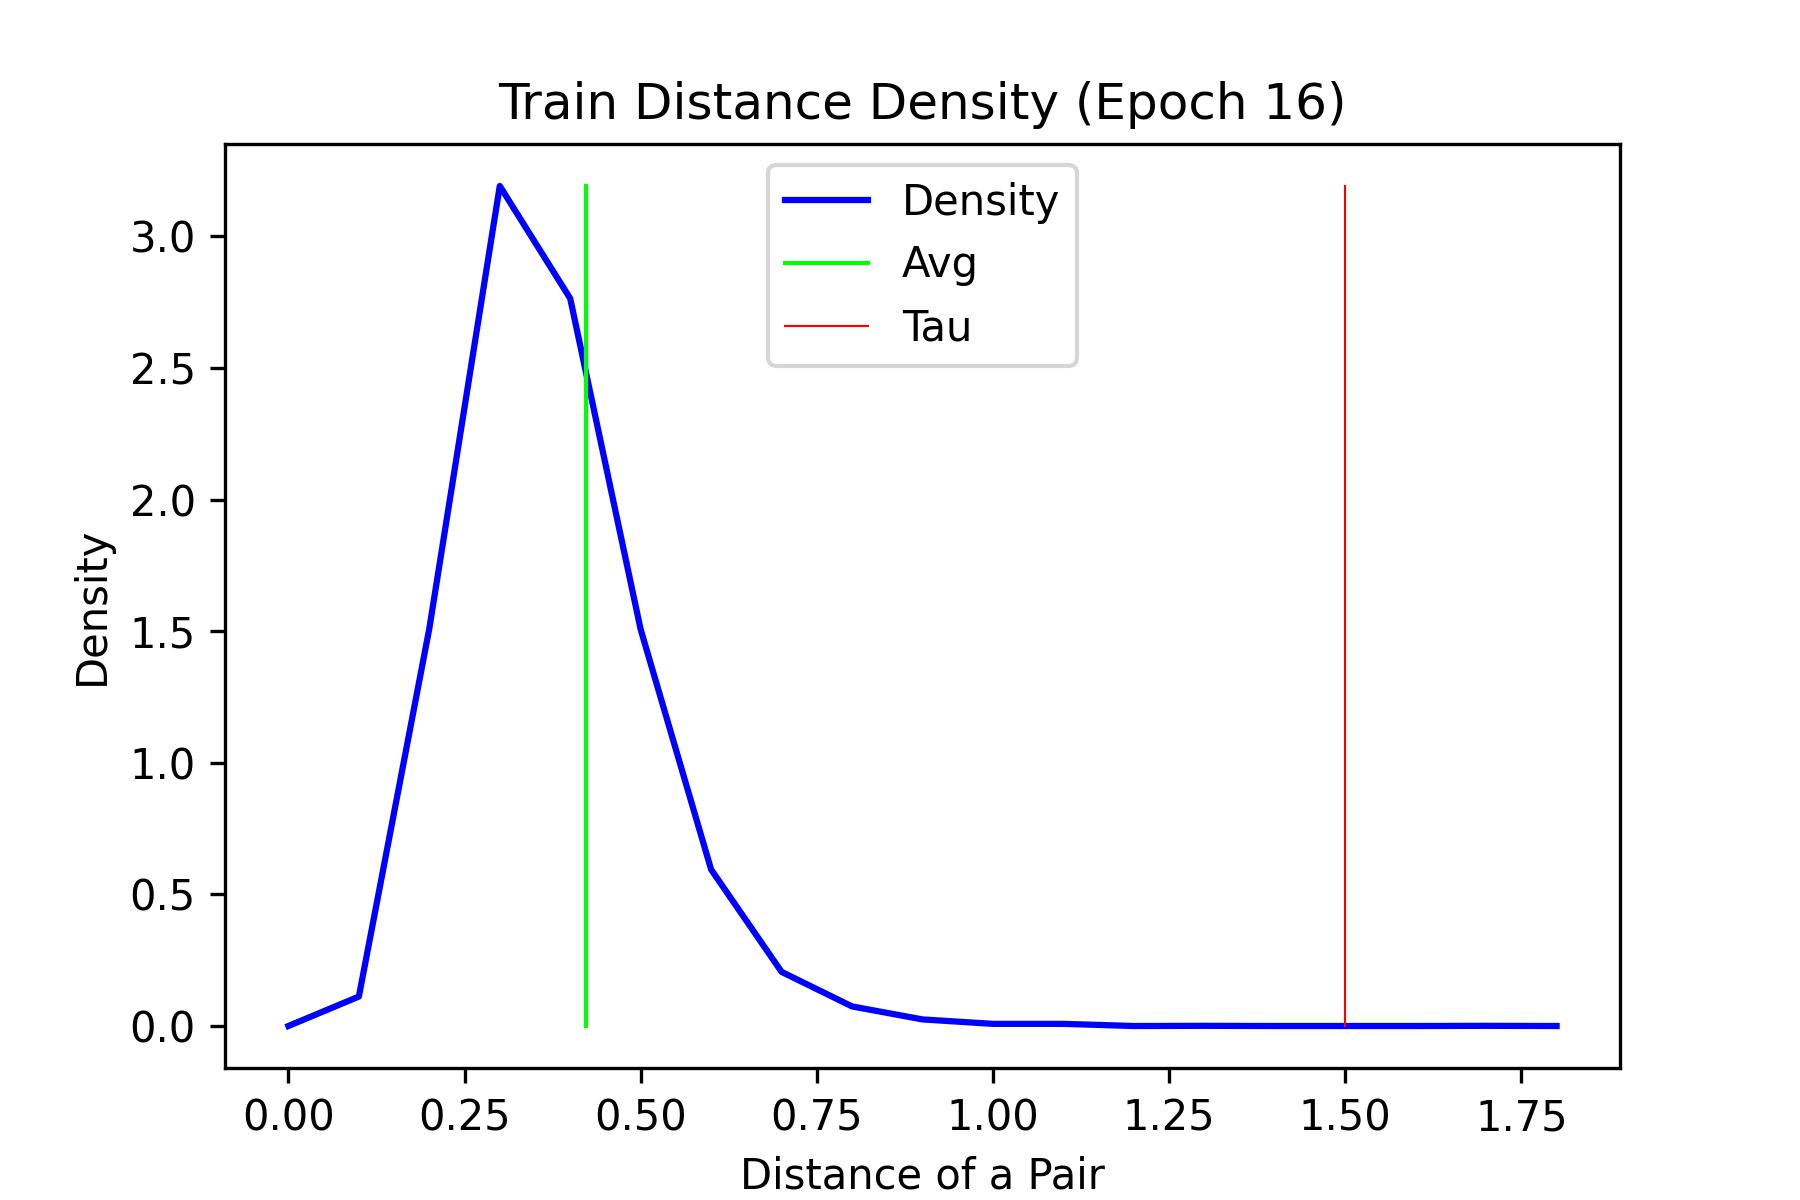 Train Distance Density (Epoch 16)
Density
Avg
Tau
3.0
2.5
2.0
1.5
1.0
0.5
0.0
Density
0.00 0.25 0.50 0.75 1.00 1.25 1.50 1.75
Distance of a Pair